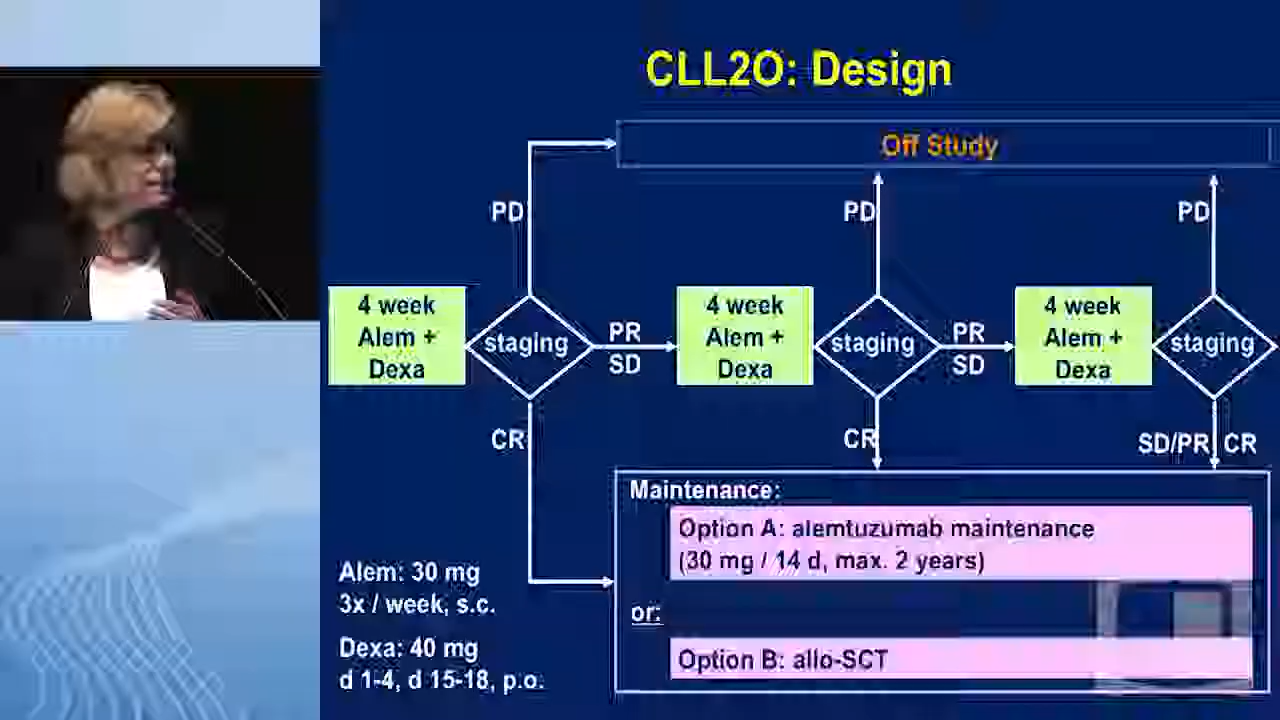 CLL2O: Design
Off Study
PD
PD
PD
4 week
Alem +
Dexa
staging
PR
SD
4 week
Alem +
Dexa
staging
PR
SD
4 week
Alem +
Dexa
staging
CR
CR
SD/PR CR
Maintenance:
Option A: alemtuzumab maintenance
(30 mg / 14 d, max. 2 years)
or:
Option B: allo-SCT
Alem: 30 mg
3x / week, s.c.
Dexa: 40 mg
d 1-4, d 15-18, p.o.